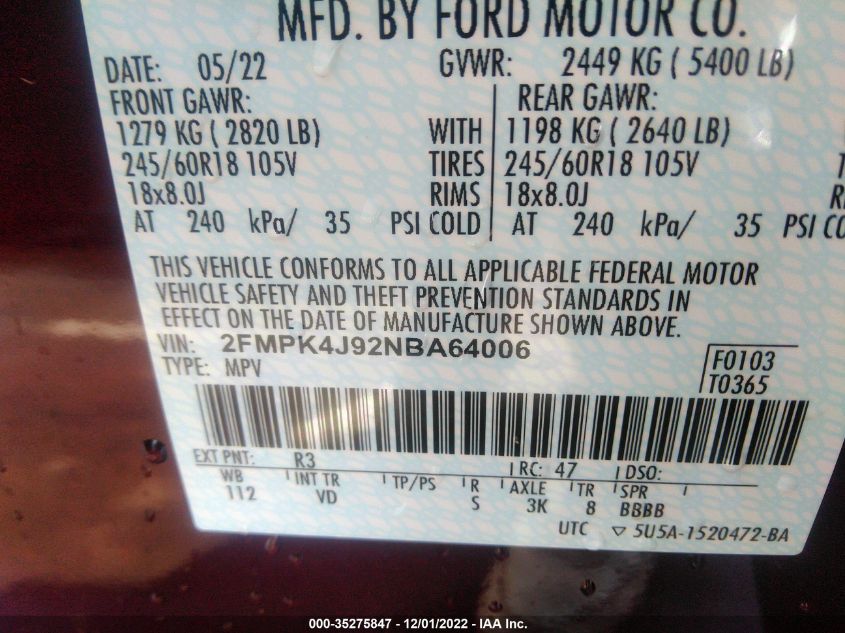 MFD. BY FORD MOTOR CO.
DATE: 05/22 GVWR: 2449 KG ( 5400 LB)
FRONT GAWR: REAR GAWR:
1279 KG ( 2820 LB) WITH 1198 KG ( 2640 LB)
245/60R18 105V TIRES 245/60R18 105V
18x8.0J RIMS 18x8.0J
AT 240 kPa/ 35 PSI COLD AT 240 kPa/ 35 PSI CO
THIS VEHICLE CONFORMS TO ALL APPLICABLE FEDERAL MOTOR
VEHICLE SAFETY AND THEFT PREVENTION STANDARDS IN
EFFECT ON THE DATE OF MANUFACTURE SHOWN ABOVE.
VIN: 2FMPK4J92NBA64006
TYPE: MPV
F0103
T0365
EXT PNT: R3 RC: 47 DSO:
WB INT TR TP/PS R AXLE TR SPR
112 VD S 3K 8 BBBB
UTC ▽ 5U5A-1520472-BA
000-35275847 - 12/01/2022 - IAA Inc.